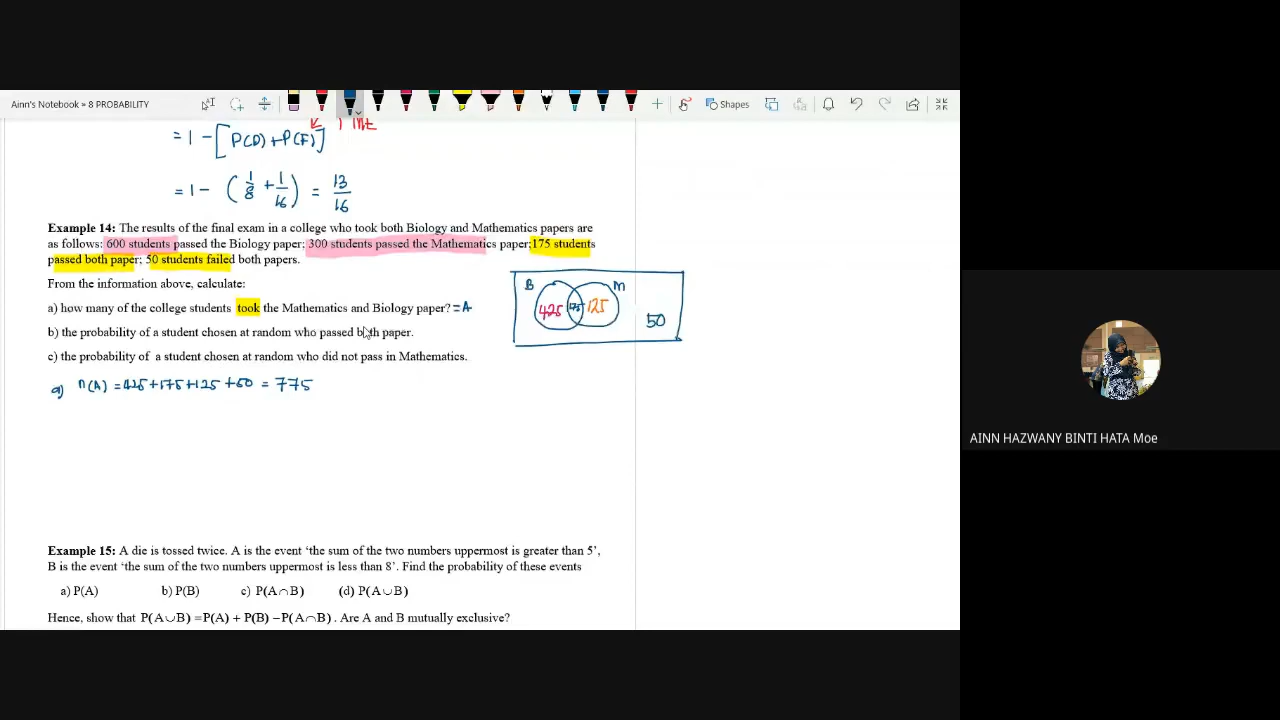 Ainn's Notebook » 8 PROBABILITY
Shapes
= 1 - [P(D) + P(F)]
= 1 - (1/8 + 1/16) = 13/16
Example 14: The results of the final exam in a college who took both Biology and Mathematics papers are
as follows: 600 students passed the Biology paper; 300 students passed the Mathematics paper;175 students
passed both paper; 50 students failed both papers.
From the information above, calculate:
a) how many of the college students took the Mathematics and Biology paper? = A
b) the probability of a student chosen at random who passed both paper.
c) the probability of a student chosen at random who did not pass in Mathematics.
B M
425 175 125
50
a) n(A) = 425+175+125+50 = 775
Example 15: A die is tossed twice. A is the event ‘the sum of the two numbers uppermost is greater than 5’,
B is the event ‘the sum of the two numbers uppermost is less than 8’. Find the probability of these events
a) P(A) b) P(B) c) P(A∩B) (d) P(A∪B)
Hence, show that P(A∪B) =P(A) + P(B) −P(A∩B). Are A and B mutually exclusive?
AINN HAZWANY BINTI HATA Moe